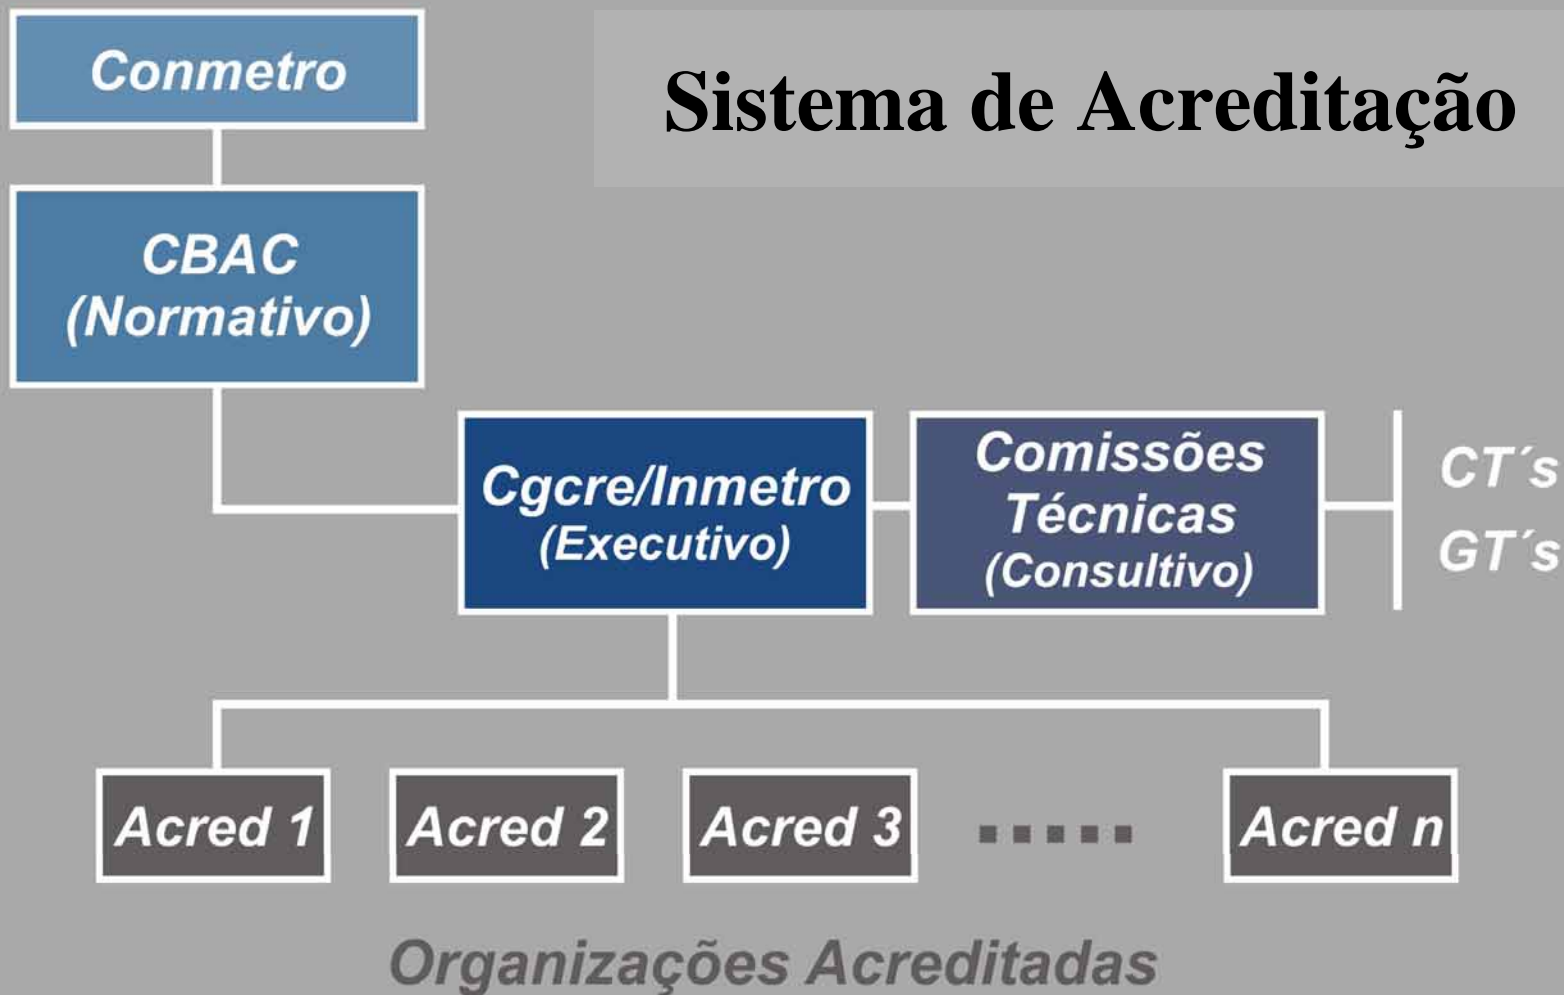 Conmetro
Sistema de Acreditação
CBAC
(Normativo)
Cgcre/Inmetro
(Executivo)
Comissões
Técnicas
(Consultivo)
CT´s
GT´s
Acred 1
Acred 2
Acred 3
.....
Acred n
Organizações Acreditadas